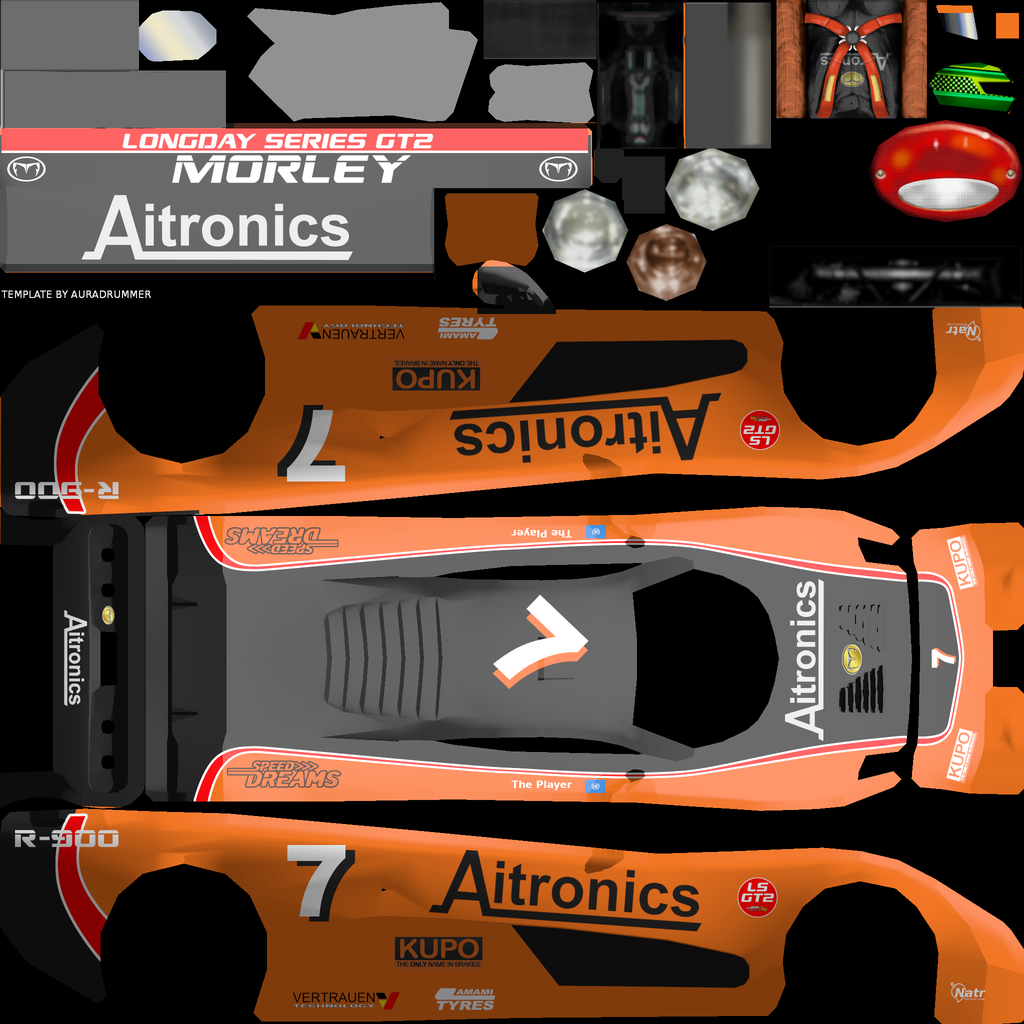 LONGDAY SERIES GT2
MORLEY
Aitronics
Aitronics
TEMPLATE BY AURADRUMMER
VERTRAUEN
TECHNOLOGY
AMAMI
TYRES
Natr
KUPO
THE ONLY NAME IN BRAKES.
7
Aitronics
LS
GT2
R-900
SPEED
DREAMS
The Player
KUPO
Aitronics
7
Aitronics
7
SPEED
DREAMS
The Player
KUPO
R-900
7
Aitronics
LS
GT2
KUPO
THE ONLY NAME IN BRAKES.
VERTRAUEN
TECHNOLOGY
AMAMI
TYRES
Natr